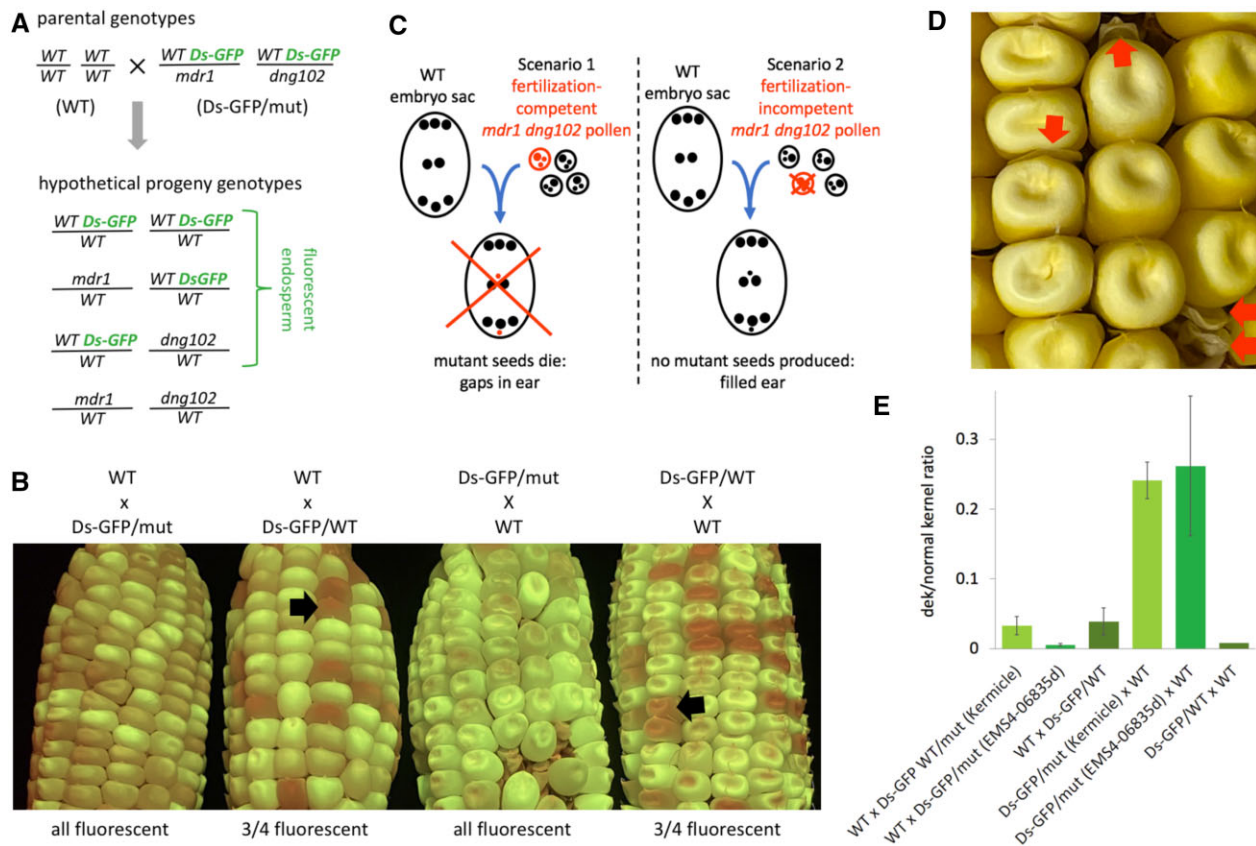 A
parental genotypes
WT WT WT Ds-GFP WT Ds-GFP
×
WT WT mdr1 dng102
(WT) (Ds-GFP/mut)
hypothetical progeny genotypes
WT Ds-GFP WT Ds-GFP
WT WT
mdr1 WT DsGFP
WT WT
WT Ds-GFP dng102
WT WT
mdr1 dng102
WT WT
fluorescent
endosperm
B
WT
x
Ds-GFP/mut
WT
x
Ds-GFP/WT
Ds-GFP/mut
X
WT
Ds-GFP/WT
X
WT
all fluorescent
3/4 fluorescent
all fluorescent
3/4 fluorescent
C
WT
embryo sac
Scenario 1
fertilization-
competent
mdr1 dng102 pollen
mutant seeds die:
gaps in ear
WT
embryo sac
Scenario 2
fertilization-
incompetent
mdr1 dng102 pollen
no mutant seeds produced:
filled ear
D
E
dek/normal kernel ratio
0.3
0.2
0.1
0
WT x Ds-GFP WT/mut (Kermicle)
WT x Ds-GFP/mut (EMS4-06835d)
WT x Ds-GFP/WT
Ds-GFP/mut (Kermicle) x WT
Ds-GFP/mut (EMS4-06835d) x WT
Ds-GFP/WT x WT